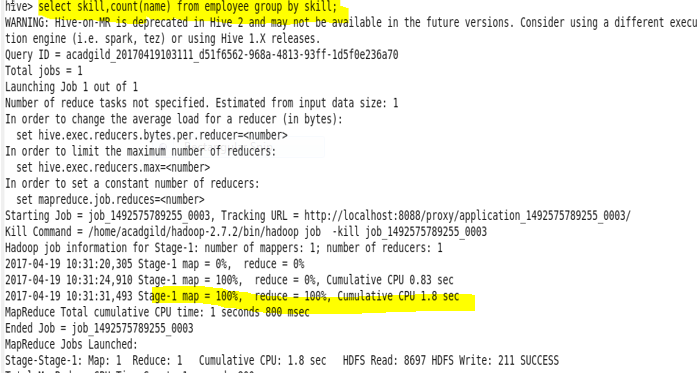 hive> select skill,count(name) from employee group by skill;
WARNING: Hive-on-MR is deprecated in Hive 2 and may not be available in the future versions. Consider using a different execu
tion engine (i.e. spark, tez) or using Hive 1.X releases.
Query ID = acadgild_20170419103111_d51f6562-968a-4813-93ff-1d5f0e236a70
Total jobs = 1
Launching Job 1 out of 1
Number of reduce tasks not specified. Estimated from input data size: 1
In order to change the average load for a reducer (in bytes):
  set hive.exec.reducers.bytes.per.reducer=<number>
In order to limit the maximum number of reducers:
  set hive.exec.reducers.max=<number>
In order to set a constant number of reducers:
  set mapreduce.job.reduces=<number>
Starting Job = job_1492575789255_0003, Tracking URL = http://localhost:8088/proxy/application_1492575789255_0003/
Kill Command = /home/acadgild/hadoop-2.7.2/bin/hadoop job  -kill job_1492575789255_0003
Hadoop job information for Stage-1: number of mappers: 1; number of reducers: 1
2017-04-19 10:31:20,305 Stage-1 map = 0%,  reduce = 0%
2017-04-19 10:31:24,910 Stage-1 map = 100%,  reduce = 0%, Cumulative CPU 0.83 sec
2017-04-19 10:31:31,493 Stage-1 map = 100%,  reduce = 100%, Cumulative CPU 1.8 sec
MapReduce Total cumulative CPU time: 1 seconds 800 msec
Ended Job = job_1492575789255_0003
MapReduce Jobs Launched:
Stage-Stage-1: Map: 1  Reduce: 1   Cumulative CPU: 1.8 sec   HDFS Read: 8697 HDFS Write: 211 SUCCESS